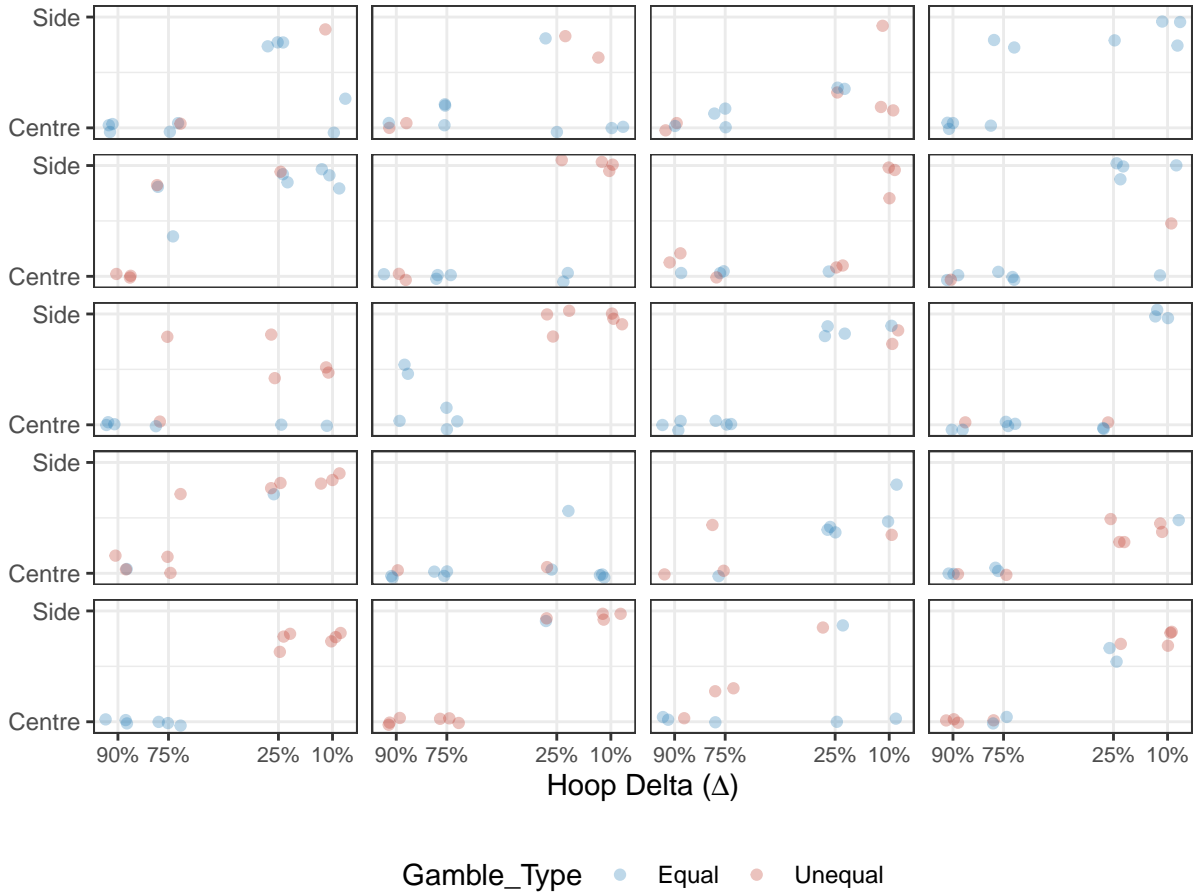 Side
Centre
Side
Centre
Side
Centre
Side
Centre
Side
Centre
90% 75% 25% 10% 90% 75% 25% 10% 90% 75% 25% 10% 90% 75% 25% 10%
Hoop Delta (Δ)
Gamble_Type Equal Unequal